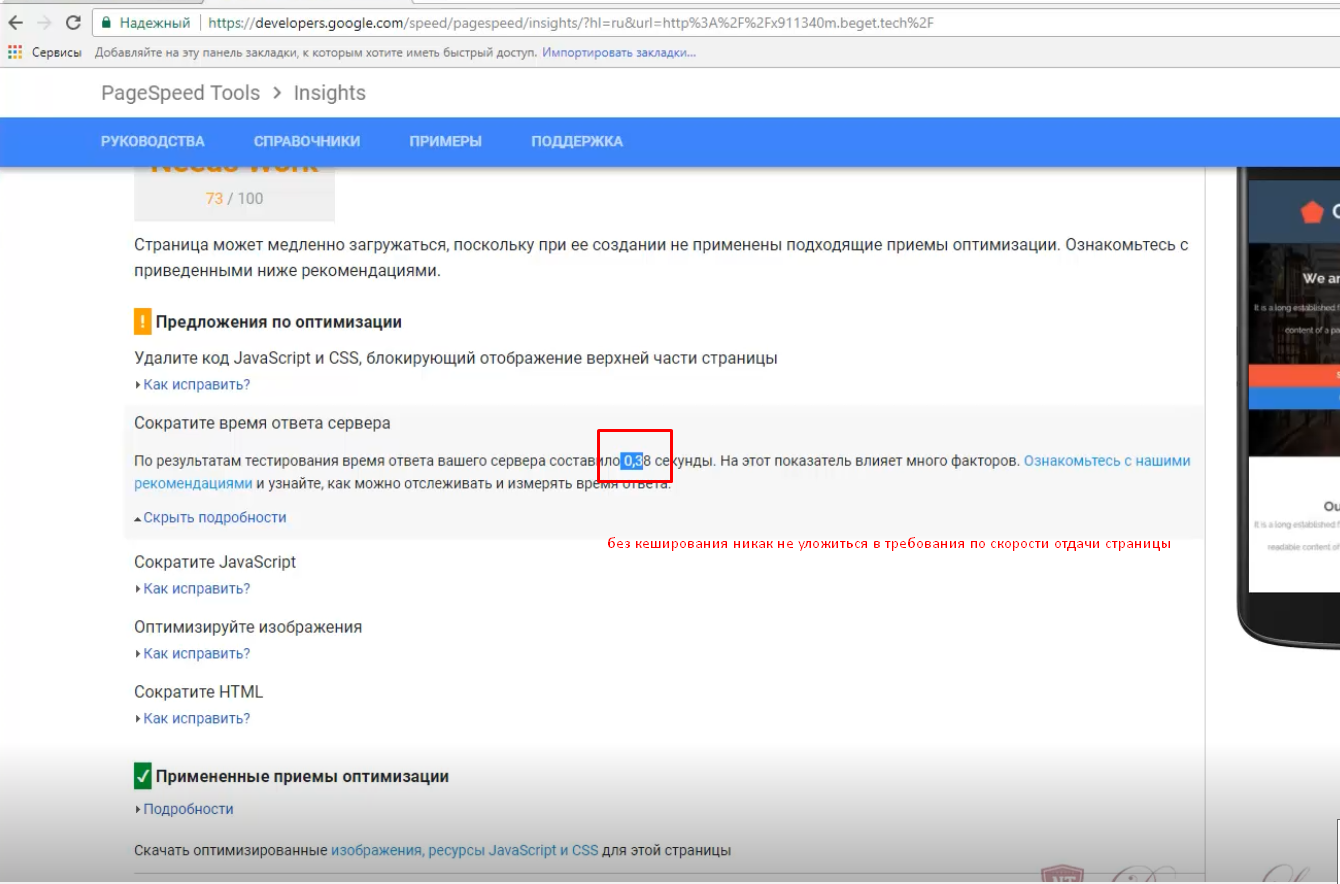 Надежный https://developers.google.com/speed/pagespeed/insights/?hl=ru&url=http%3A%2F%2Fx911340m.beget.tech%2F
Сервисы Добавляйте на эту панель закладки, к которым хотите иметь быстрый доступ. Импортировать закладки...
PageSpeed Tools > Insights
РУКОВОДСТВА СПРАВОЧНИКИ ПРИМЕРЫ ПОДДЕРЖКА
Needs Work
73 / 100
Страница может медленно загружаться, поскольку при ее создании не применены подходящие приемы оптимизации. Ознакомьтесь с
приведенными ниже рекомендациями.
! Предложения по оптимизации
Удалите код JavaScript и CSS, блокирующий отображение верхней части страницы
Как исправить?
Сократите время ответа сервера
По результатам тестирования время ответа вашего сервера составило 0,38 секунды. На этот показатель влияет много факторов. Ознакомьтесь с нашими
рекомендациями и узнайте, как можно отслеживать и измерять время ответа.
Скрыть подробности
без кеширования никак не уложиться в требования по скорости отдачи страницы
Сократите JavaScript
Как исправить?
Оптимизируйте изображения
Как исправить?
Сократите HTML
Как исправить?
Примененные приемы оптимизации
Подробности
Скачать оптимизированные изображения, ресурсы JavaScript и CSS для этой страницы
We ar
It is a long established f
content of a pa
Ou
It is a long established f
readable content of
NT